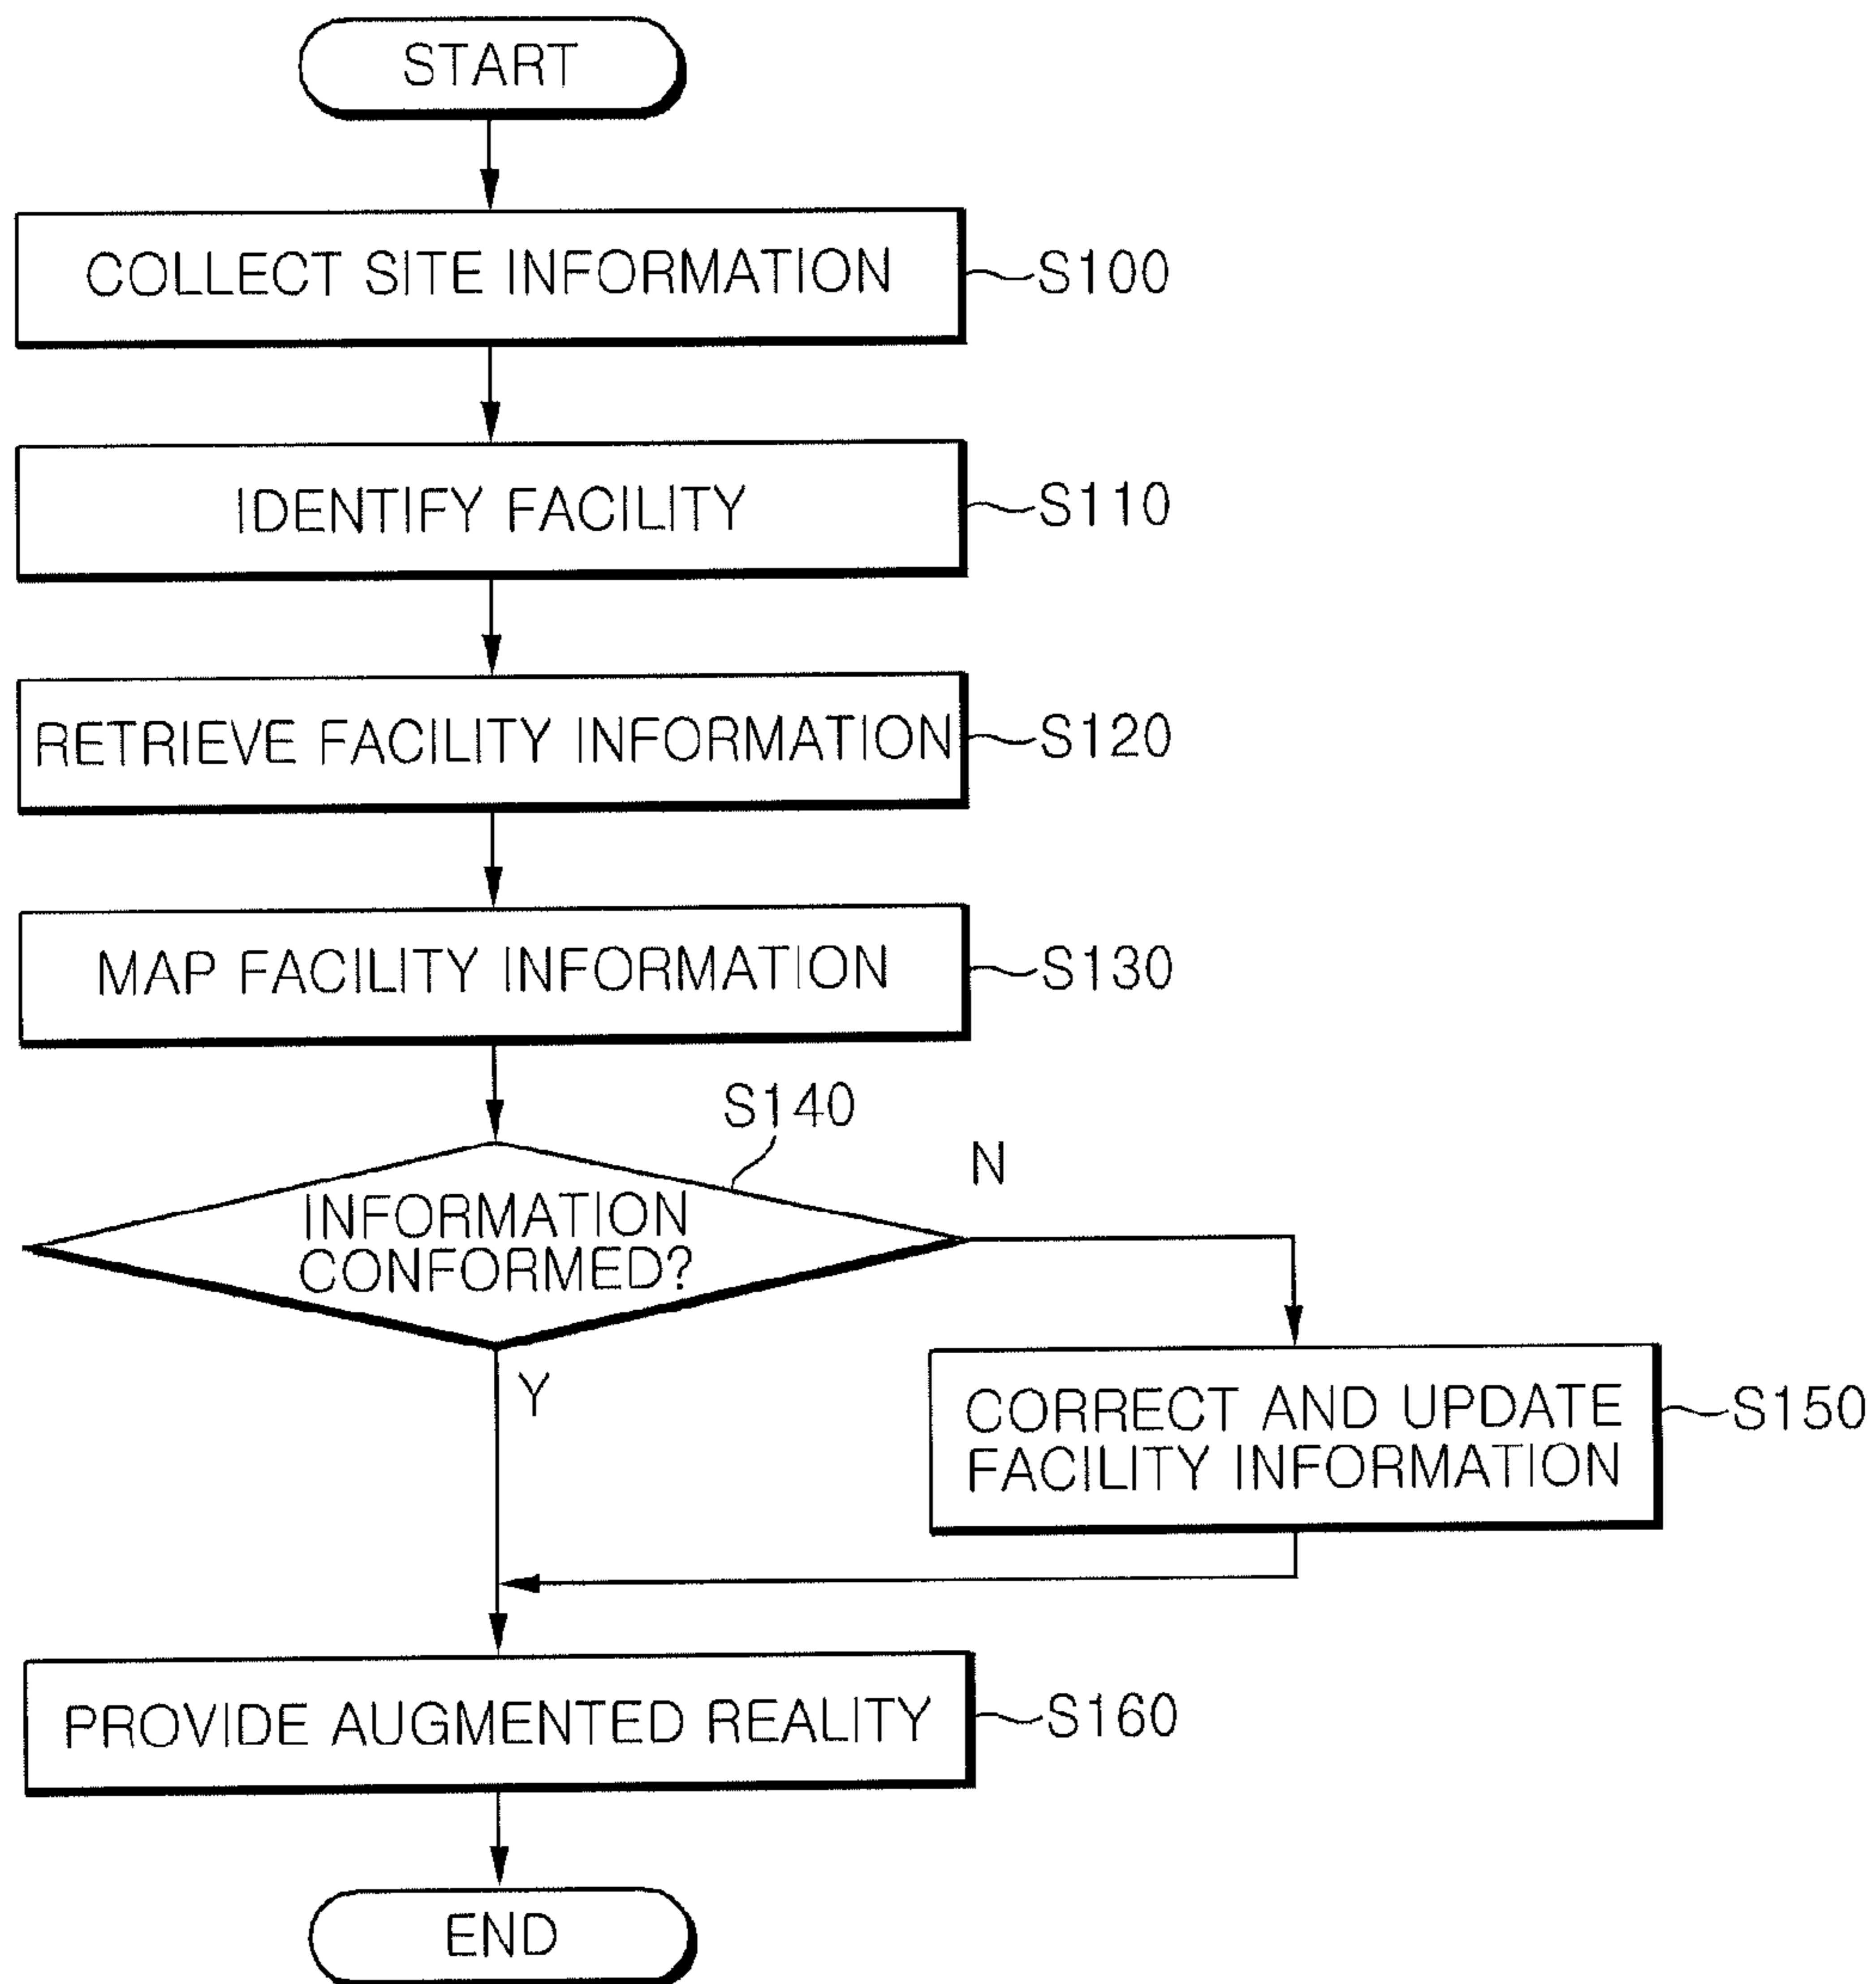 START
COLLECT SITE INFORMATION
S100
IDENTIFY FACILITY
S110
RETRIEVE FACILITY INFORMATION
S120
MAP FACILITY INFORMATION
S130
S140
N
INFORMATION
CONFORMED?
Y
CORRECT AND UPDATE
FACILITY INFORMATION
S150
PROVIDE AUGMENTED REALITY
S160
END